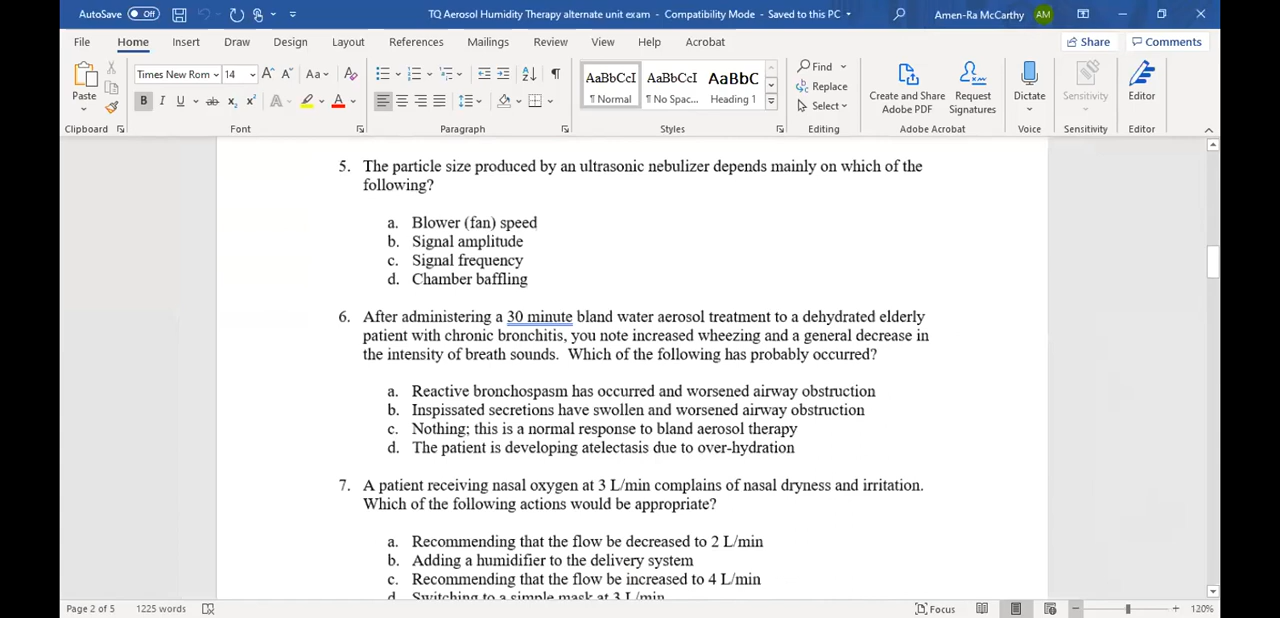 AutoSave Off TQ Aerosol Humidity Therapy alternate unit exam - Compatibility Mode - Saved to this PC Amen-Ra McCarthy AM
File Home Insert Draw Design Layout References Mailings Review View Help Acrobat Share Comments
Paste
Clipboard
Times New Rom 14
Font
Paragraph
AaBbCcI AaBbCcI AaBbC
¶ Normal ¶ No Spac... Heading 1
Styles
Find
Replace
Select
Editing
Create and Share Adobe PDF
Request Signatures
Adobe Acrobat
Dictate
Voice
Sensitivity
Sensitivity
Editor
Editor
5. The particle size produced by an ultrasonic nebulizer depends mainly on which of the
following?
a. Blower (fan) speed
b. Signal amplitude
c. Signal frequency
d. Chamber baffling
6. After administering a 30 minute bland water aerosol treatment to a dehydrated elderly
patient with chronic bronchitis, you note increased wheezing and a general decrease in
the intensity of breath sounds. Which of the following has probably occurred?
a. Reactive bronchospasm has occurred and worsened airway obstruction
b. Inspissated secretions have swollen and worsened airway obstruction
c. Nothing; this is a normal response to bland aerosol therapy
d. The patient is developing atelectasis due to over-hydration
7. A patient receiving nasal oxygen at 3 L/min complains of nasal dryness and irritation.
Which of the following actions would be appropriate?
a. Recommending that the flow be decreased to 2 L/min
b. Adding a humidifier to the delivery system
c. Recommending that the flow be increased to 4 L/min
d. Switching to a simple mask at 3 L/min
Page 2 of 5 1225 words Focus 120%